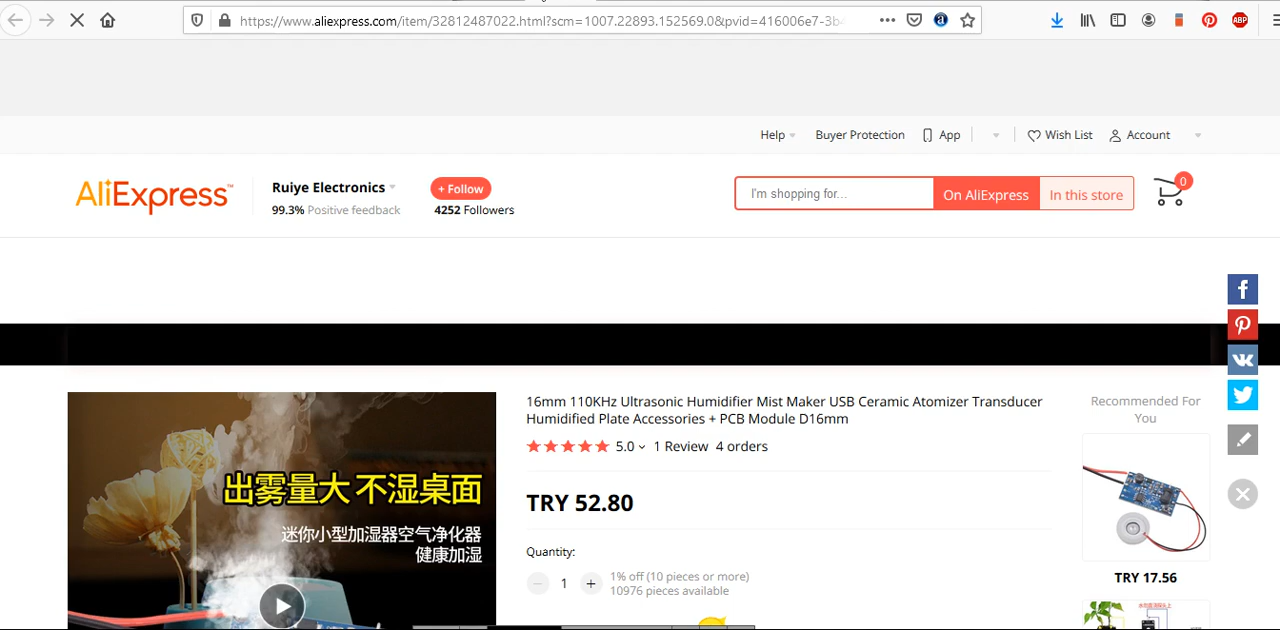 https://www.aliexpress.com/item/32812487022.html?scm=1007.22893.152569.0&pvid=416006e7-3b
ABP
Help
Buyer Protection
App
Wish List
Account
AliExpress™
Ruiye Electronics
+ Follow
99.3% Positive feedback
4252 Followers
I'm shopping for...
On AliExpress
In this store
0
16mm 110KHz Ultrasonic Humidifier Mist Maker USB Ceramic Atomizer Transducer
Humidified Plate Accessories + PCB Module D16mm
5.0
1 Review
4 orders
TRY 52.80
Quantity:
1
1% off (10 pieces or more)
10976 pieces available
出雾量大 不湿桌面
迷你小型加湿器空气净化器
健康加湿
Recommended For
You
TRY 17.56